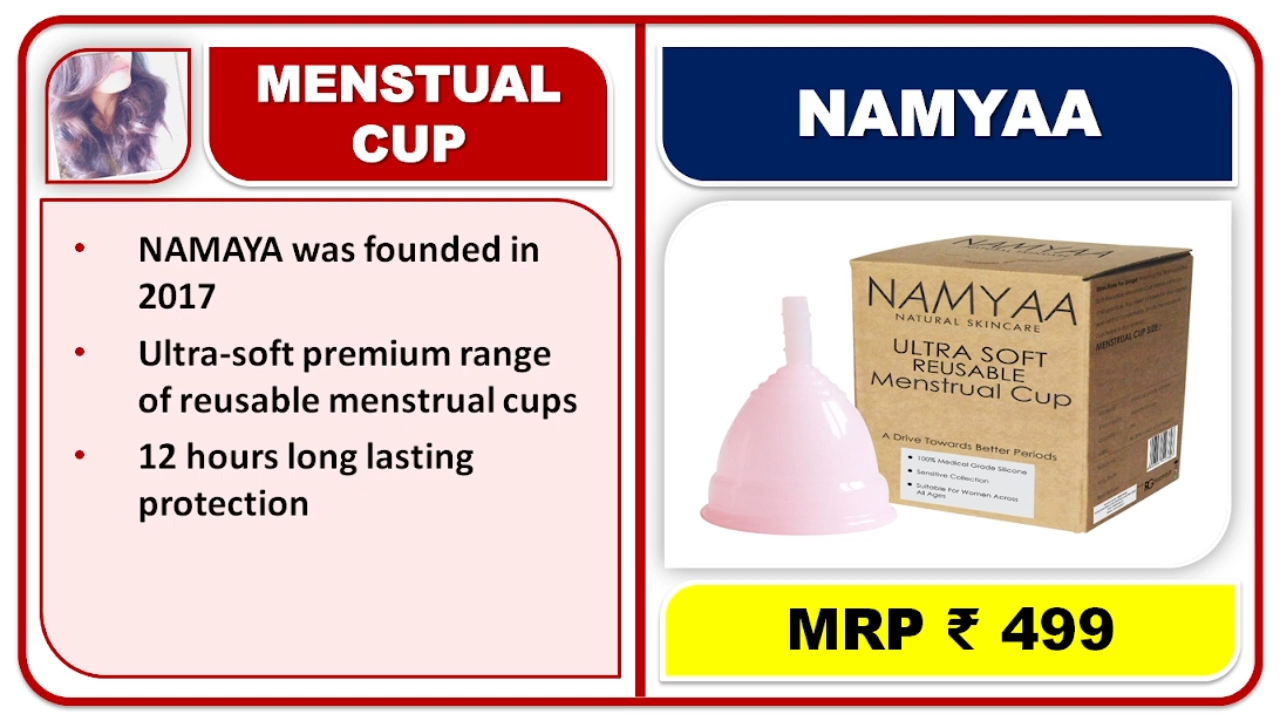 MENSTUAL
CUP
NAMYAA
• NAMAYA was founded in
2017
• Ultra-soft premium range
of reusable menstrual cups
• 12 hours long lasting
protection
NAMYAA
NAMYAA
NATURAL SKINCARE
ULTRA SOFT
REUSABLE
Menstrual Cup
A Drive Towards Better Periods
• 100% Medical Grade Silicone
• Sensitive Collection
• Suitable For Women Across
All Ages
MENSTRUAL CUP SIZE:
MRP ₹ 499